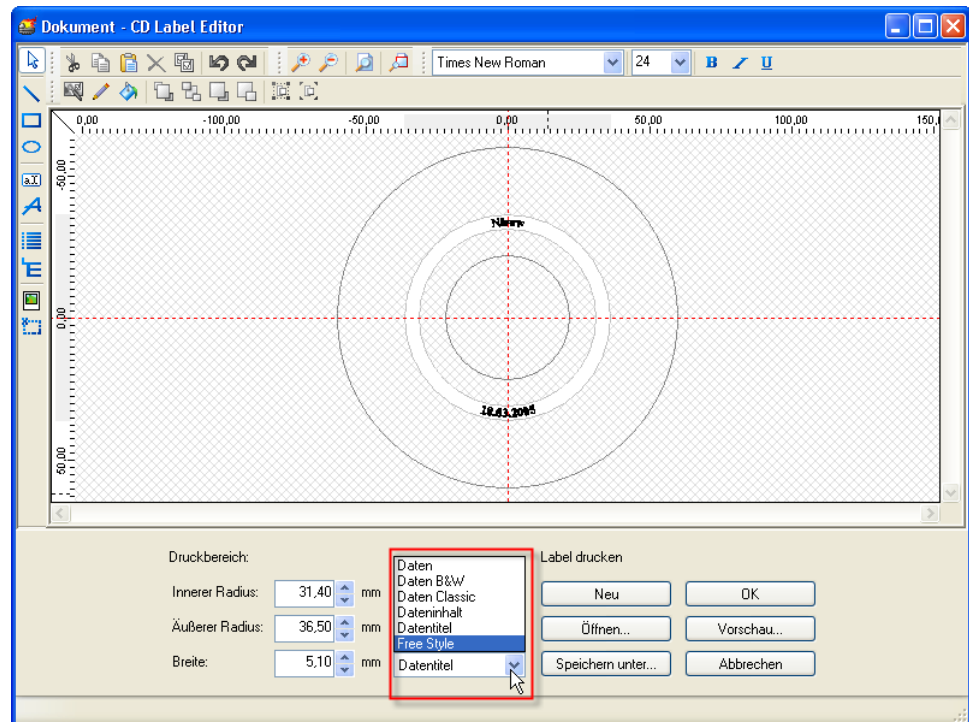 Dokument - CD Label Editor
Times New Roman
24
B I U
0,00 -100,00 -50,00 0,00 50,00 100,00 150,
-50,00
0,00
50,00
Name
Druckbereich:
Innerer Radius: 31,40 mm
Äußerer Radius: 36,50 mm
Breite: 5,10 mm
Daten
Daten B&W
Daten Classic
Dateninhalt
Datentitel
Free Style
Datentitel
Label drucken
Neu
OK
Öffnen...
Vorschau...
Speichern unter...
Abbrechen